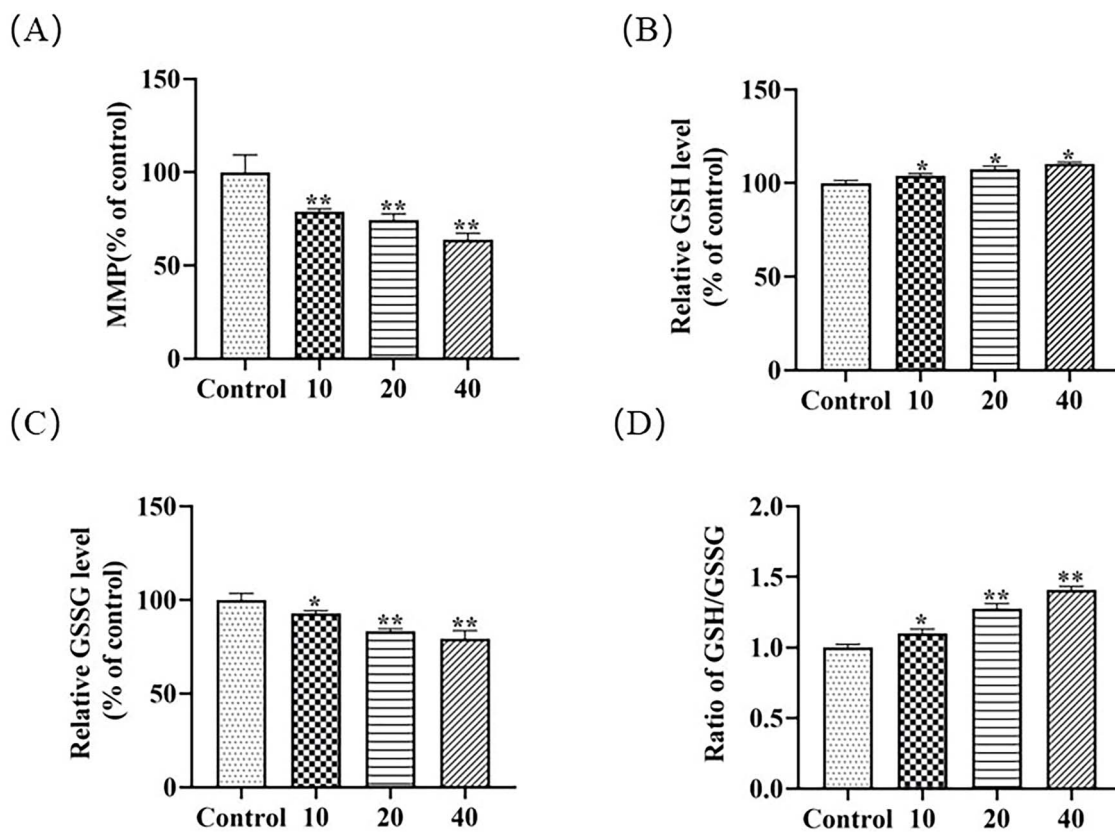 (A)
MMP(% of control)
150
100
50
0
**
**
**
Control 10 20 40
(B)
Relative GSH level
(% of control)
150
100
50
0
*
*
*
Control 10 20 40
(C)
Relative GSSG level
(% of control)
150
100
50
0
*
**
**
Control 10 20 40
(D)
Ratio of GSH/GSSG
2.0
1.5
1.0
0.5
0.0
*
**
**
Control 10 20 40